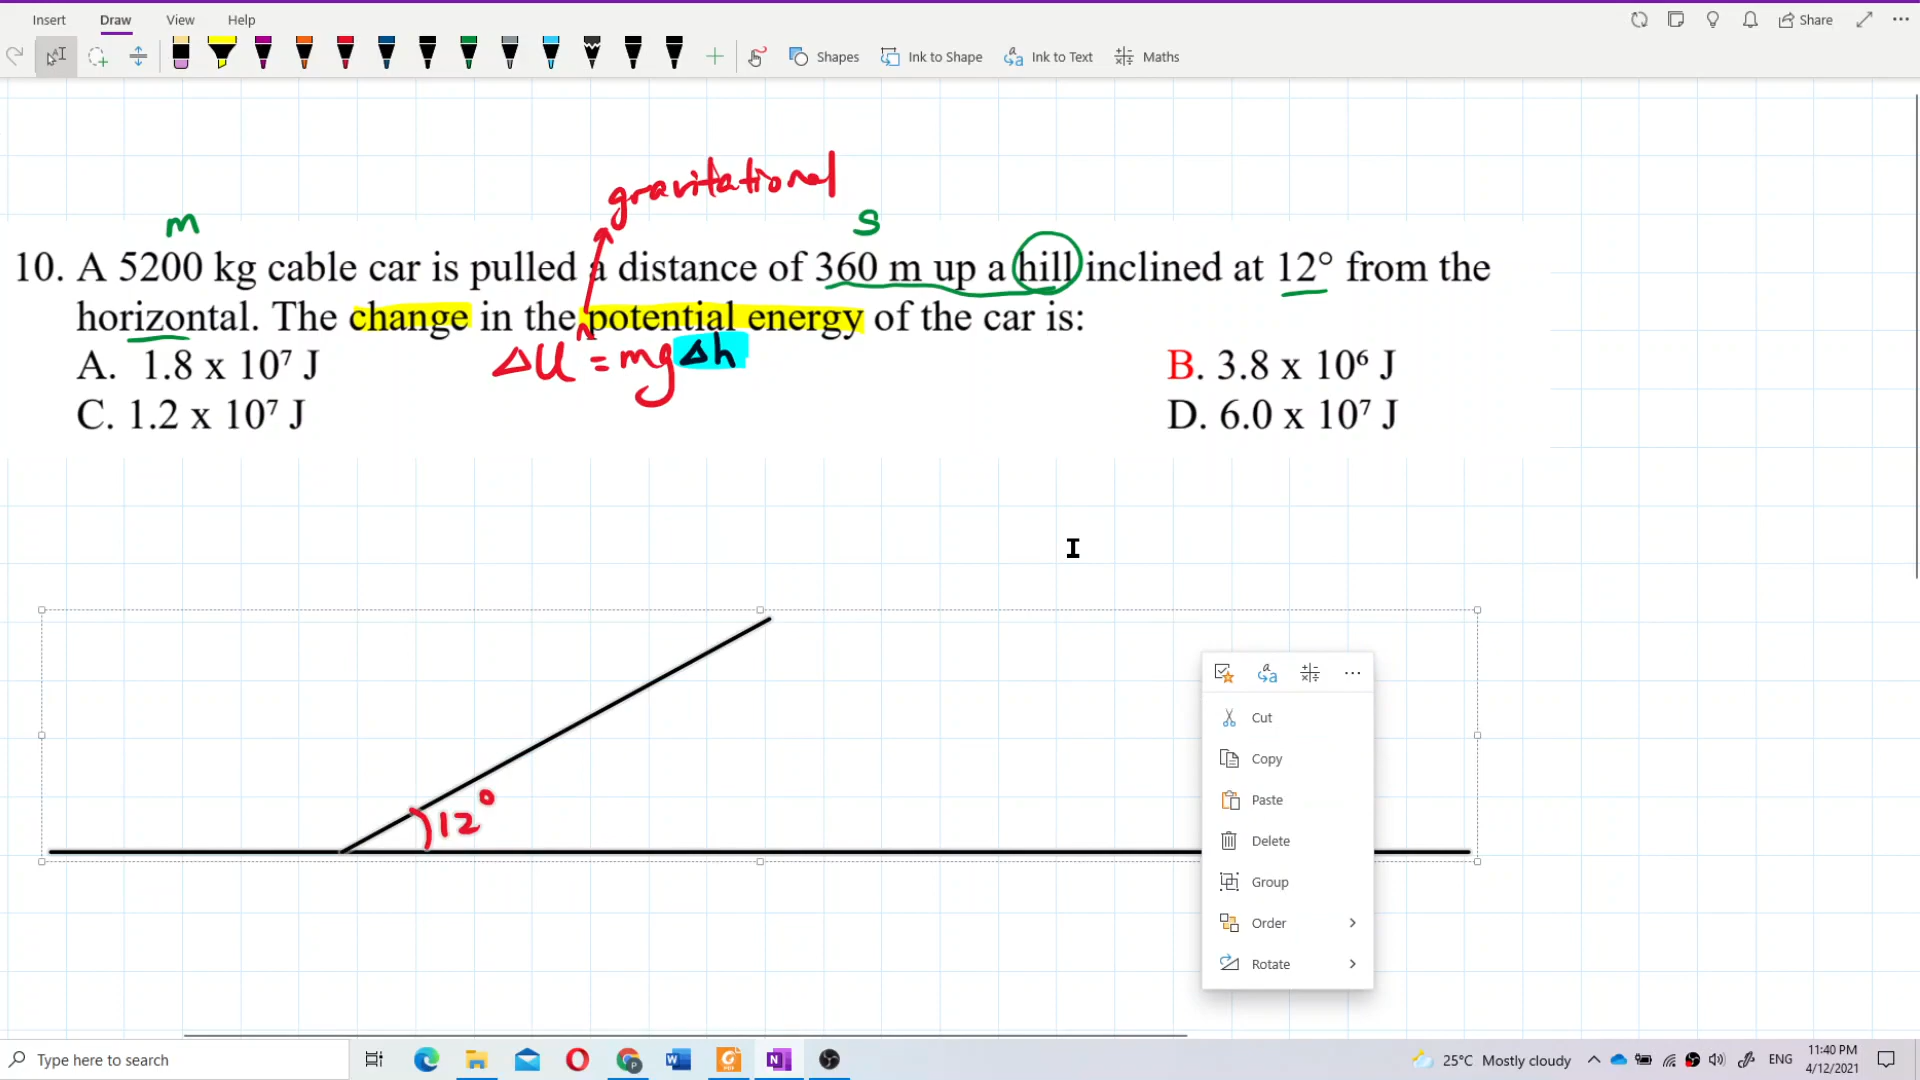 Insert Draw View Help
Share
Shapes Ink to Shape Ink to Text Maths
gravitational
m S
10. A 5200 kg cable car is pulled a distance of 360 m up a hill inclined at 12° from the
horizontal. The change in the potential energy of the car is:
ΔU = mgΔh
A. 1.8 x 10⁷ J
B. 3.8 x 10⁶ J
C. 1.2 x 10⁷ J
D. 6.0 x 10⁷ J
12°
Cut
Copy
Paste
Delete
Group
Order
Rotate
Type here to search
25°C Mostly cloudy
ENG
11:40 PM
4/12/2021